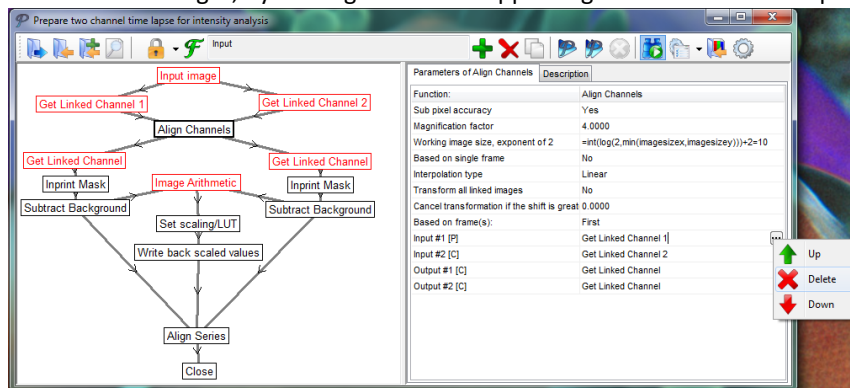 Prepare two channel time lapse for intensity analysis
Input
Input image
Get Linked Channel 1
Get Linked Channel 2
Align Channels
Get Linked Channel
Get Linked Channel
Inprint Mask
Image Arithmetic
Inprint Mask
Subtract Background
Subtract Background
Set scaling/LUT
Write back scaled values
Align Series
Close
Parameters of Align Channels Description
Function: Align Channels
Sub pixel accuracy Yes
Magnification factor 4.0000
Working image size, exponent of 2 =int(log(2,min(imagesizex,imagesizey)))+2=10
Based on single frame No
Interpolation type Linear
Transform all linked images No
Cancel transformation if the shift is great 0.0000
Based on frame(s): First
Input #1 [P] Get Linked Channel 1
Input #2 [C] Get Linked Channel 2
Output #1 [C] Get Linked Channel
Output #2 [C] Get Linked Channel
Up
Delete
Down